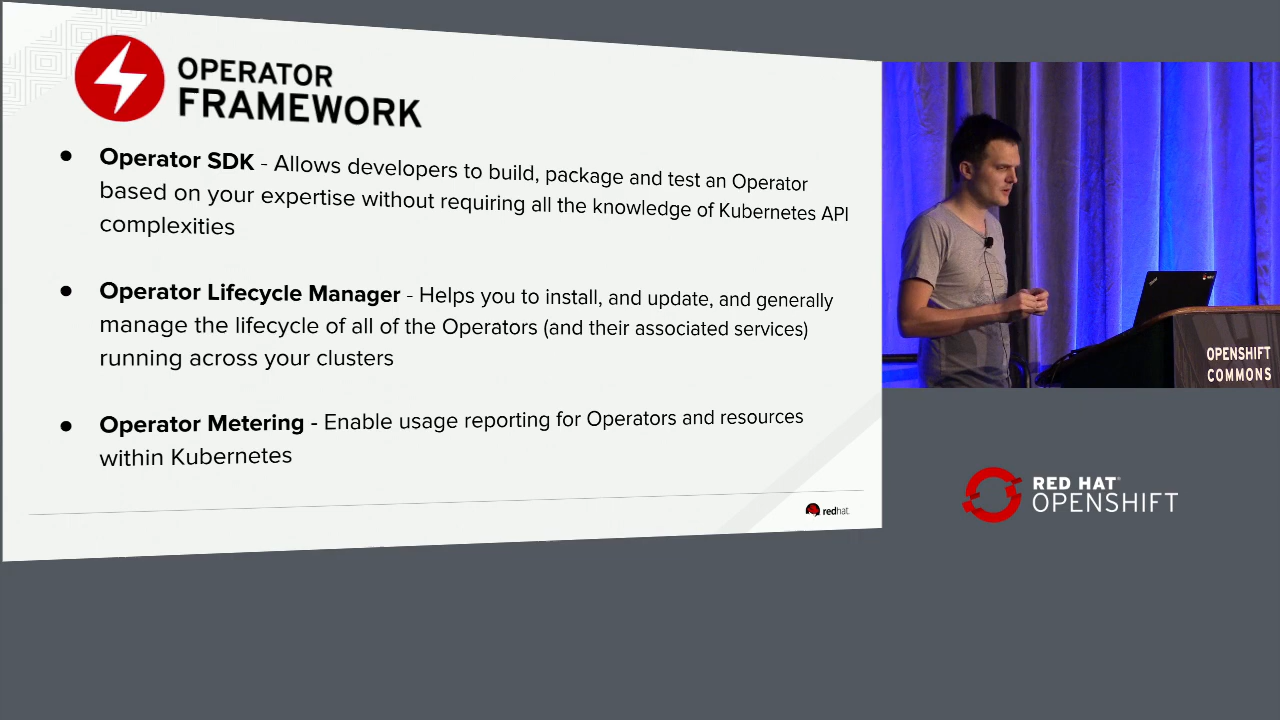 OPERATOR
FRAMEWORK
● Operator SDK - Allows developers to build, package and test an Operator
based on your expertise without requiring all the knowledge of Kubernetes API
complexities
● Operator Lifecycle Manager - Helps you to install, and update, and generally
manage the lifecycle of all of the Operators (and their associated services)
running across your clusters
● Operator Metering - Enable usage reporting for Operators and resources
within Kubernetes
redhat.
OPENSHIFT
COMMONS
RED HAT®
OPENSHIFT